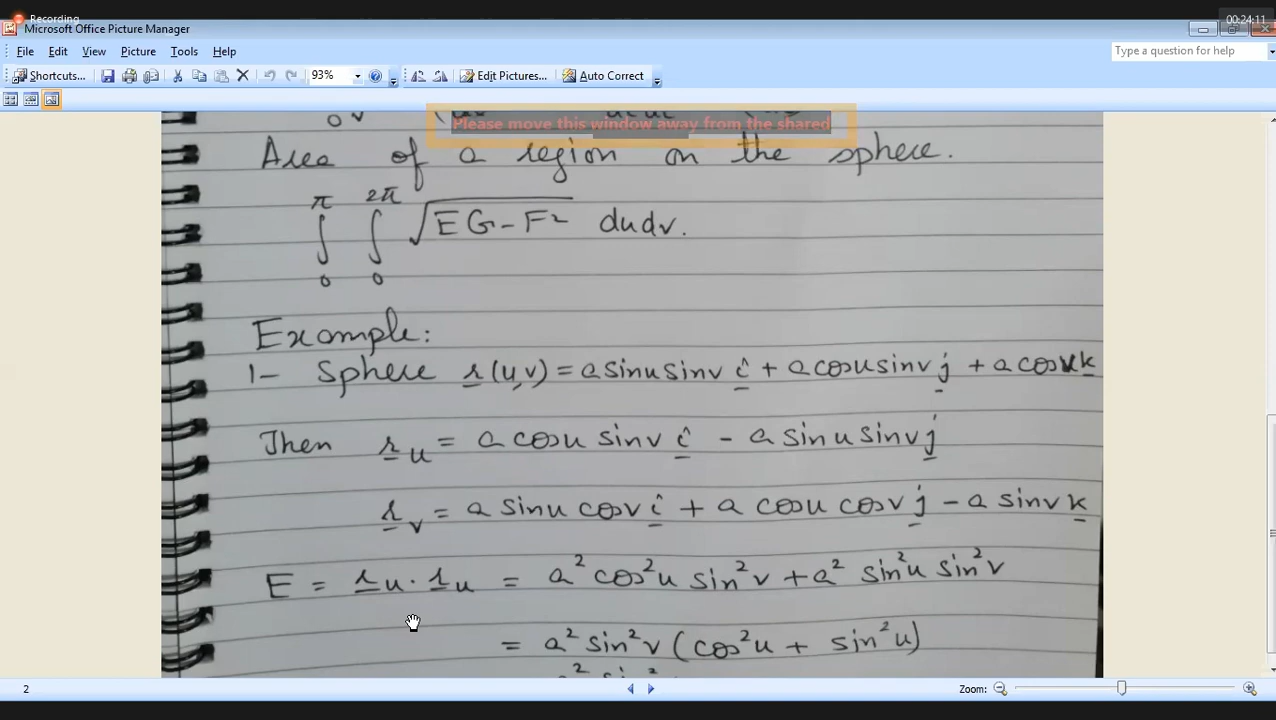 Recording
00:24:11
Microsoft Office Picture Manager
File Edit View Picture Tools Help
Type a question for help
Shortcuts... 93% Edit Pictures... Auto Correct
Please move this window away from the shared
Area of a region on the sphere.
∫₀^π ∫₀^2π √(EG-F²) dudv.
Example:
1- Sphere r(u,v) = a sinu sinv î + a cosu sinv ĵ + a cosv k
Then r_u = a cosu sinv î - a sinu sinv ĵ
r_v = a sinu cosv î + a cosu cosv ĵ - a sinv k
E = r_u · r_u = a² cos²u sin²v + a² sin²u sin²v
= a² sin²v (cos²u + sin²u)
2
Zoom: